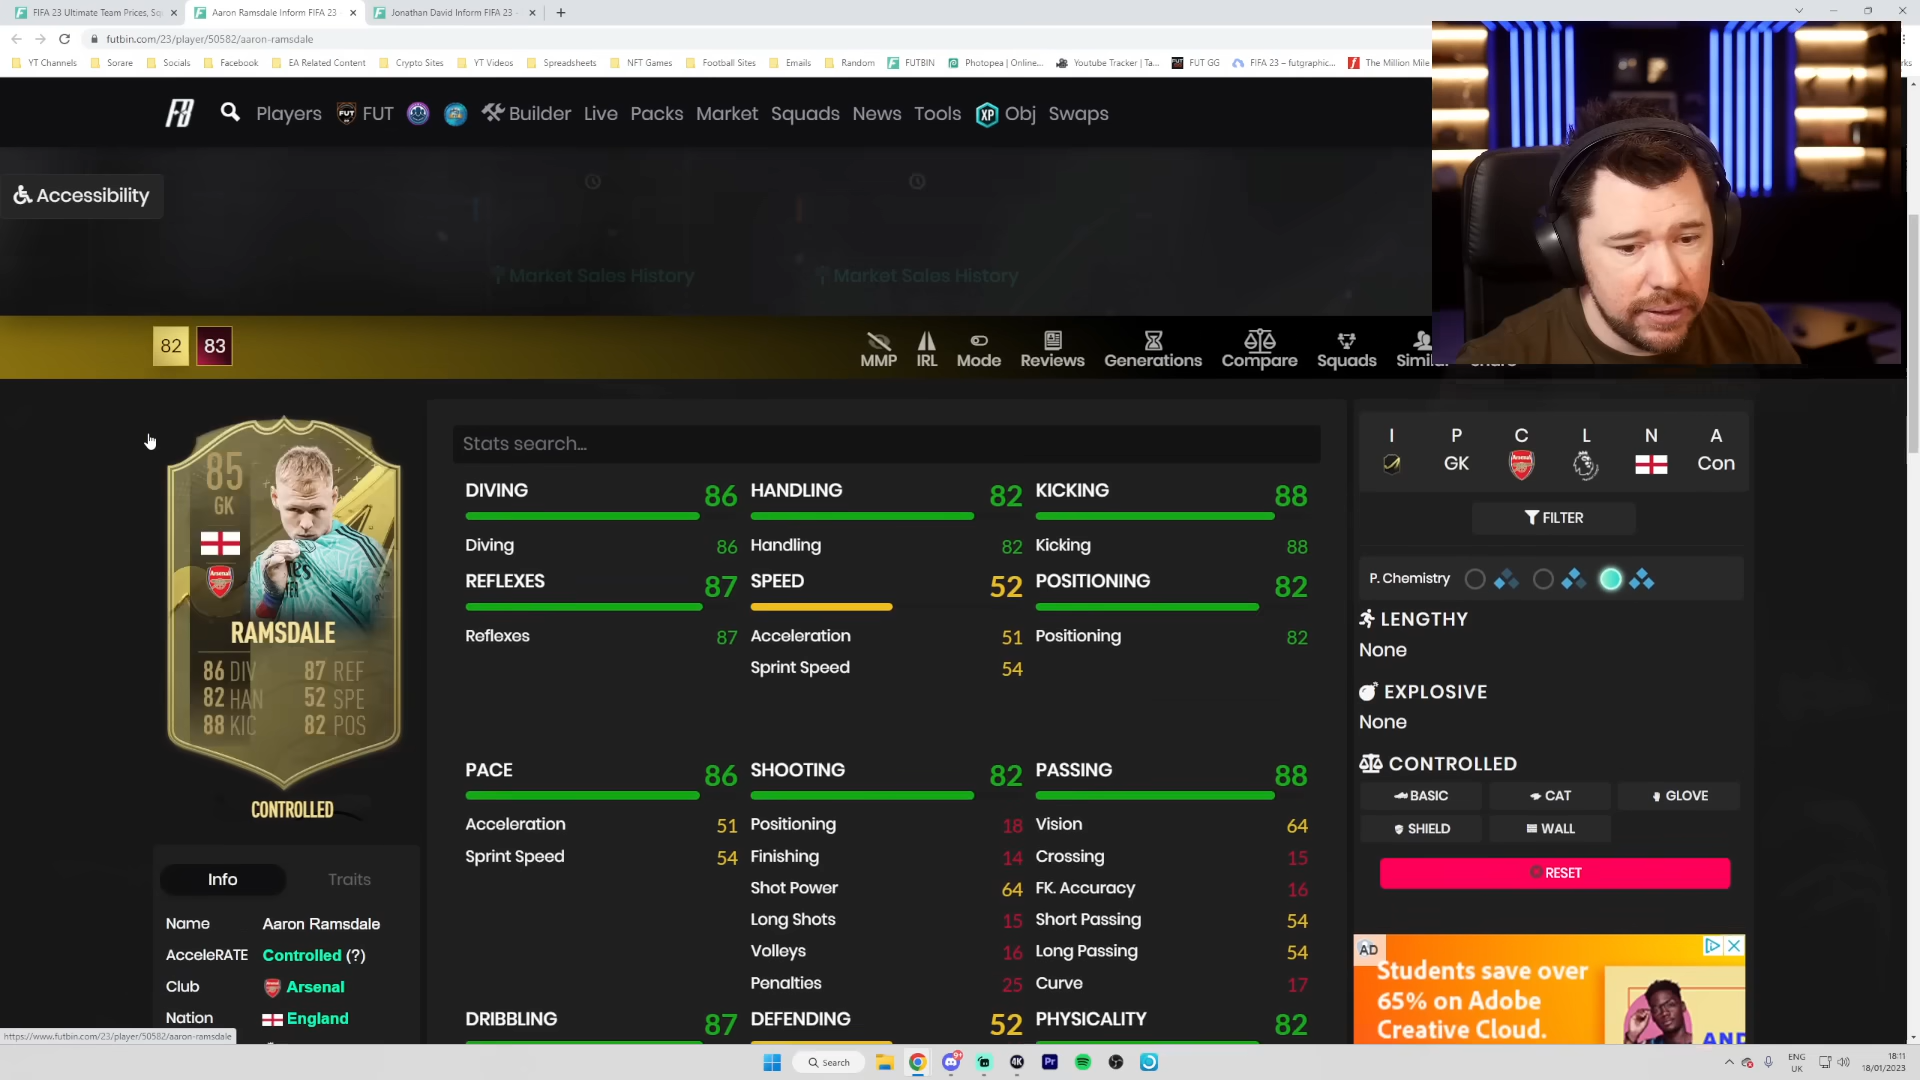 FIFA 23 Ultimate Team Prices, Sq
Aaron Ramsdale Inform FIFA 23
Jonathan David Inform FIFA 23
futbin.com/23/player/50582/aaron-ramsdale
YT Channels Sorare Socials Facebook EA Related Content Crypto Sites YT Videos Spreadsheets NFT Games Football Sites Emails Random FUTBIN Photopea | Online... Youtube Tracker | Ta... FUT GG FIFA 23 – futgraphic... The Million Mile
Players FUT Builder Live Packs Market Squads News Tools XP Obj Swaps
Accessibility
Market Sales History Market Sales History
82 83
MMP IRL Mode Reviews Generations Compare Squads
85
GK
RAMSDALE
86 DIV 87 REF
82 HAN 52 SPE
88 KIC 82 POS
CONTROLLED
Info Traits
Name Aaron Ramsdale
AcceleRATE Controlled (?)
Club Arsenal
Nation England
Stats search...
DIVING 86 HANDLING 82 KICKING 88
Diving 86 Handling 82 Kicking 88
REFLEXES 87 SPEED 52 POSITIONING 82
Reflexes 87 Acceleration 51 Positioning 82
Sprint Speed 54
PACE 86 SHOOTING 82 PASSING 88
Acceleration 51 Positioning 18 Vision 64
Sprint Speed 54 Finishing 14 Crossing 15
Shot Power 64 FK. Accuracy 16
Long Shots 15 Short Passing 54
Volleys 16 Long Passing 54
Penalties 25 Curve 17
DRIBBLING 87 DEFENDING 52 PHYSICALITY 82
I P C L N A
GK Con
FILTER
P. Chemistry
LENGTHY
None
EXPLOSIVE
None
CONTROLLED
BASIC CAT GLOVE
SHIELD WALL
RESET
AD
Students save over
65% on Adobe
Creative Cloud.
AND
https://www.futbin.com/23/player/50582/aaron-ramsdale
Search
ENG
UK
18:11
18/01/2023